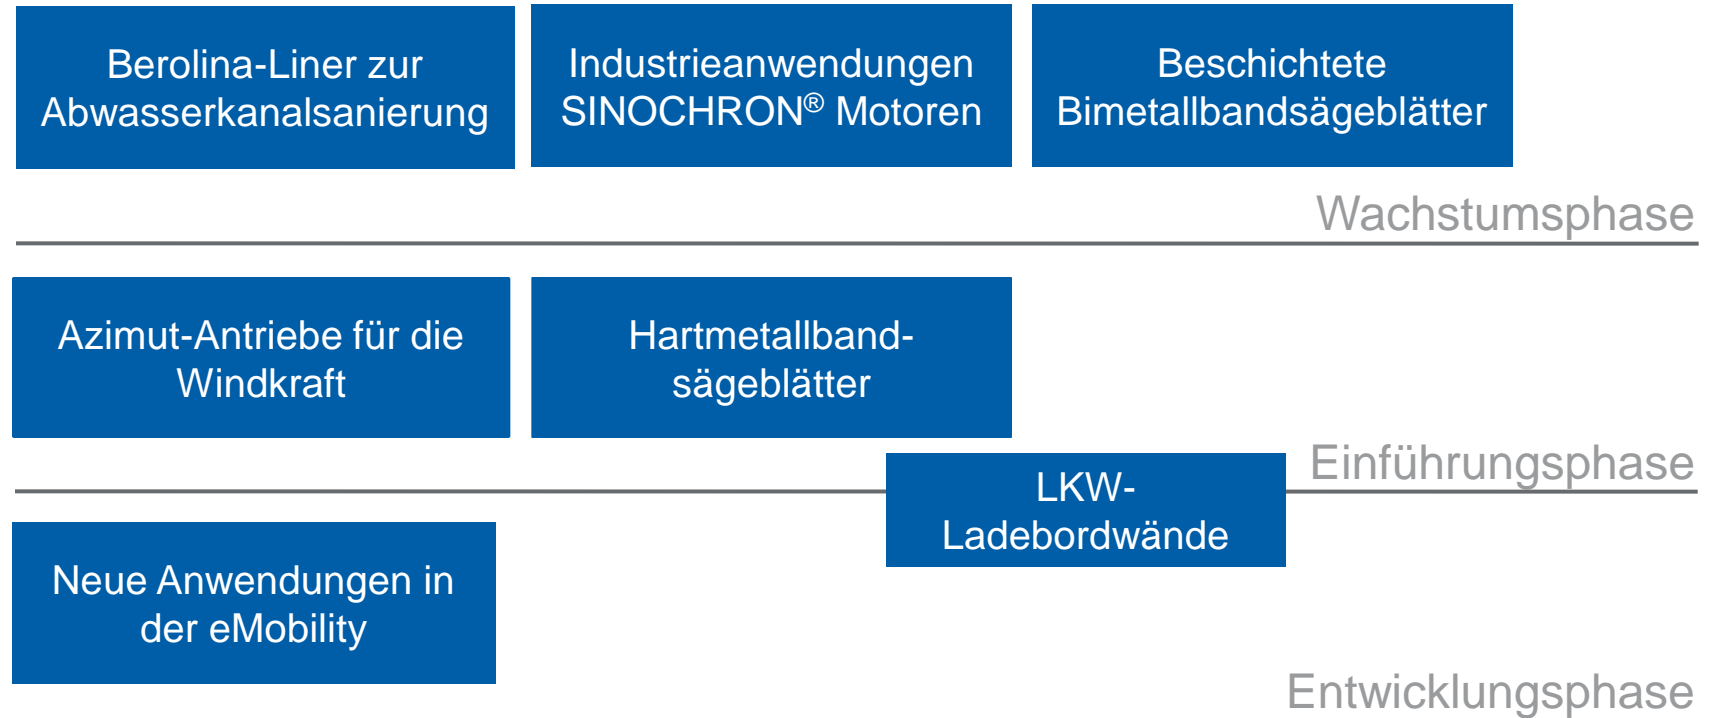 Berolina-Liner zur
Abwasserkanalsanierung
Industrieanwendungen
SINOCHRON® Motoren
Beschichtete
Bimetallbandsägeblätter
Wachstumsphase
Azimut-Antriebe für die
Windkraft
Hartmetallband-
sägeblätter
Einführungsphase
LKW-
Ladebordwände
Neue Anwendungen in
der eMobility
Entwicklungsphase